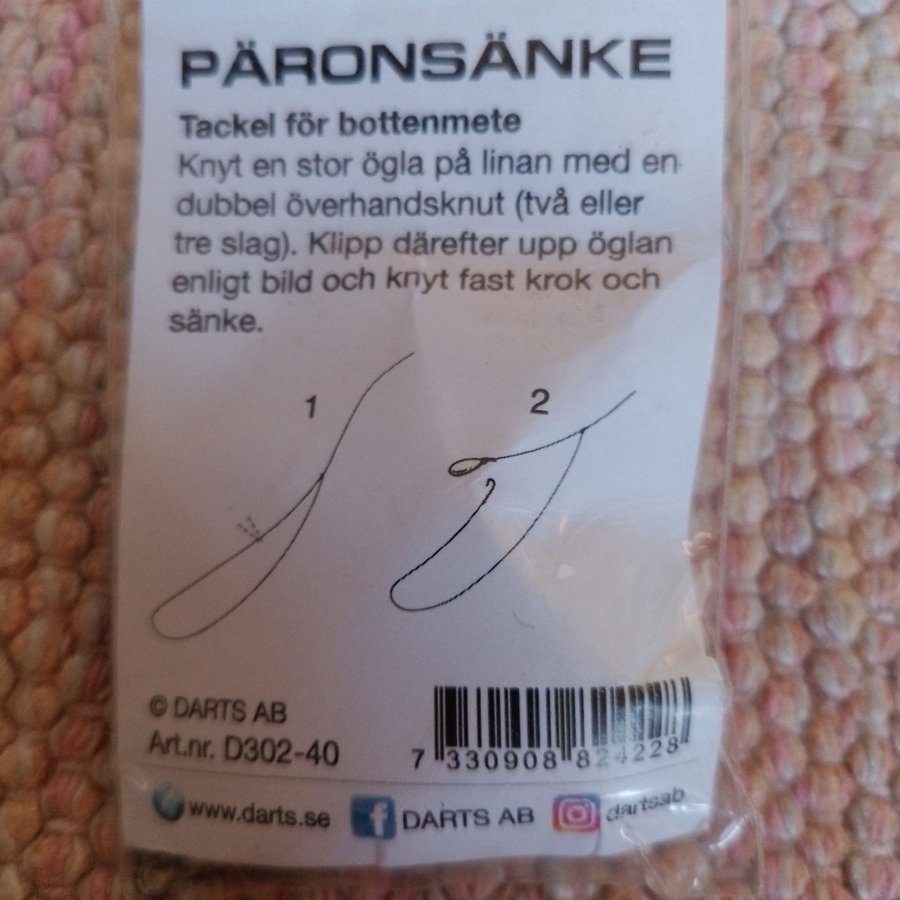 PÄRONSÄNKE
Tackel för bottenmete
Knyt en stor ögla på linan med en
dubbel överhandsknut (två eller
tre slag). Klipp därefter upp öglan
enligt bild och knyt fast krok och
sänke.
1
2
© DARTS AB
Art.nr. D302-40
7 330908 824228
www.darts.se
DARTS AB
dartsab